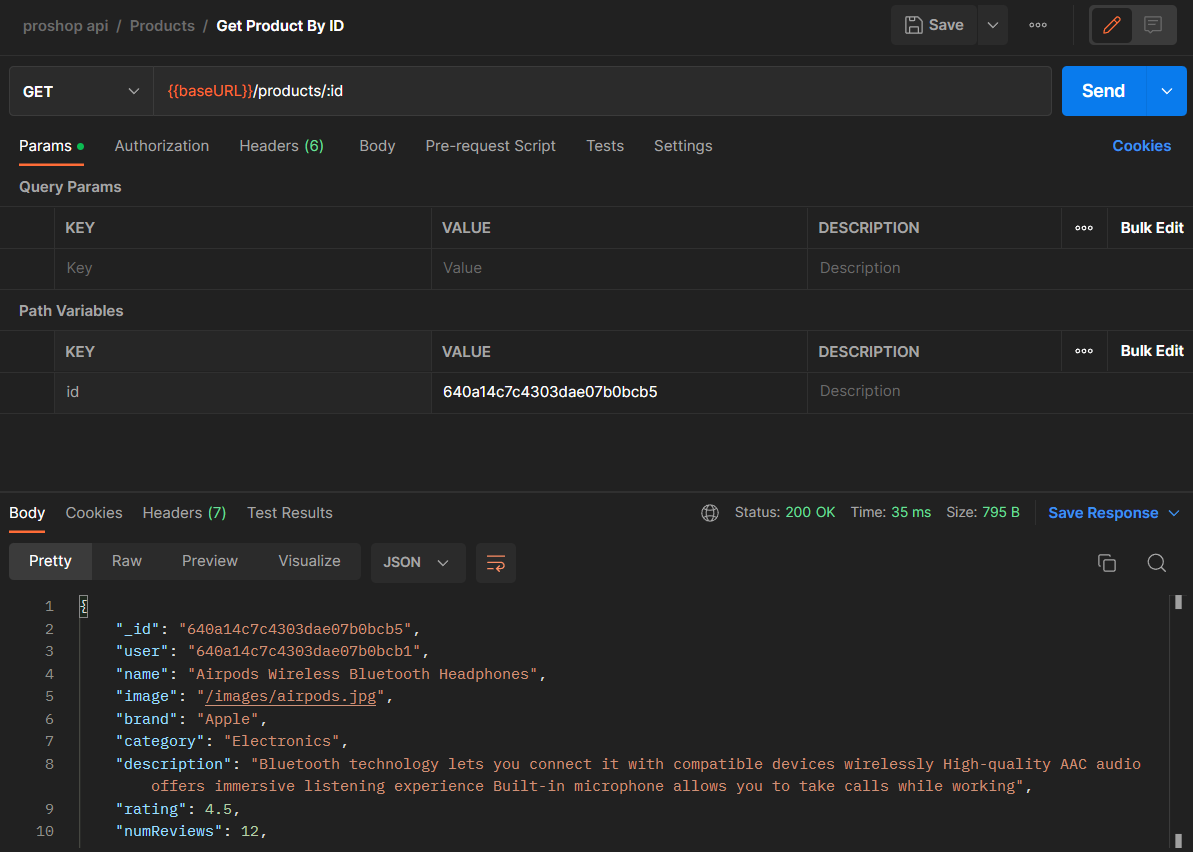 proshop api / Products / Get Product By ID Save
GET {{baseURL}}/products/:id Send
Params Authorization Headers (6) Body Pre-request Script Tests Settings Cookies
Query Params
KEY VALUE DESCRIPTION Bulk Edit
Key Value Description
Path Variables
KEY VALUE DESCRIPTION Bulk Edit
id 640a14c7c4303dae07b0bcb5 Description
Body Cookies Headers (7) Test Results Status: 200 OK Time: 35 ms Size: 795 B Save Response
Pretty Raw Preview Visualize JSON
1 {
2 "_id": "640a14c7c4303dae07b0bcb5",
3 "user": "640a14c7c4303dae07b0bcb1",
4 "name": "Airpods Wireless Bluetooth Headphones",
5 "image": "/images/airpods.jpg",
6 "brand": "Apple",
7 "category": "Electronics",
8 "description": "Bluetooth technology lets you connect it with compatible devices wirelessly High-quality AAC audio
offers immersive listening experience Built-in microphone allows you to take calls while working",
9 "rating": 4.5,
10 "numReviews": 12,